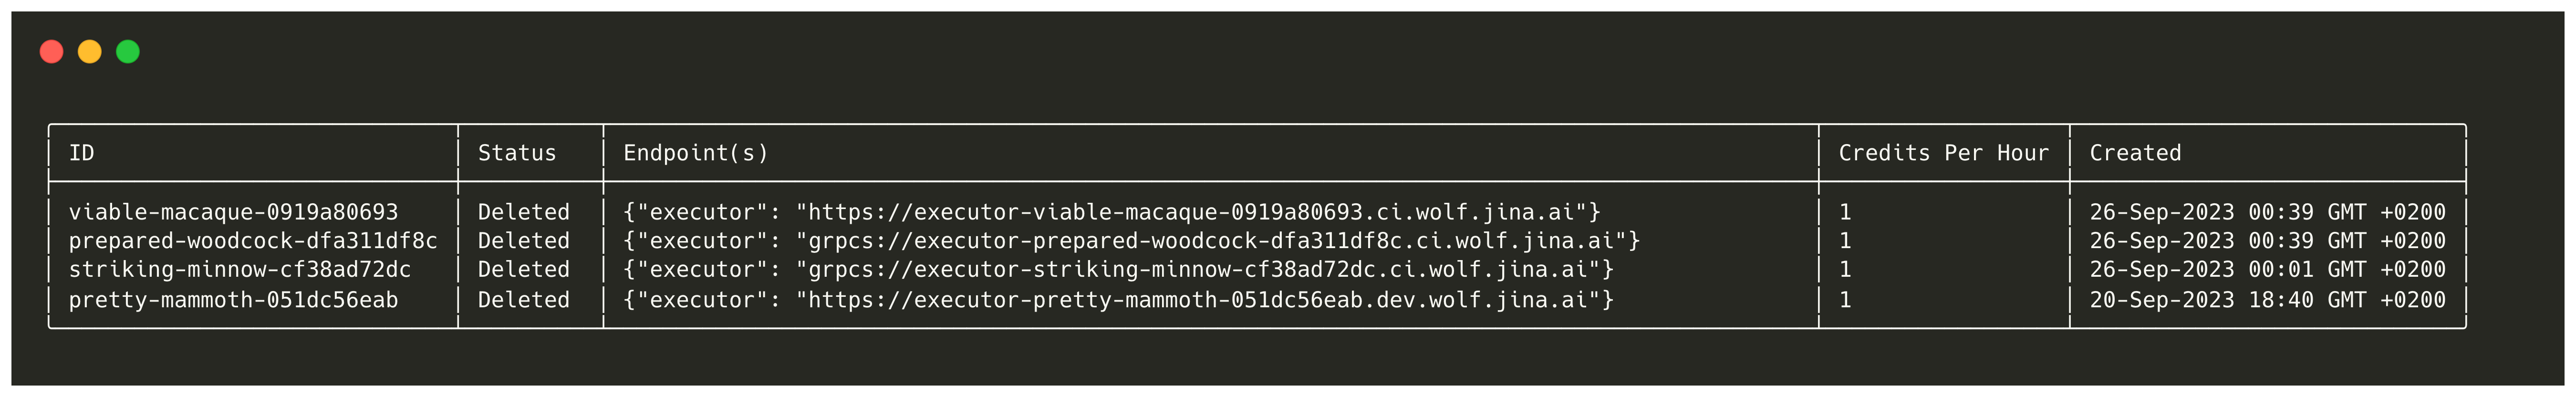 ID Status Endpoint(s) Credits Per Hour Created
viable-macaque-0919a80693 Deleted {"executor": "https://executor-viable-macaque-0919a80693.ci.wolf.jina.ai"} 1 26-Sep-2023 00:39 GMT +0200
prepared-woodcock-dfa311df8c Deleted {"executor": "grpcs://executor-prepared-woodcock-dfa311df8c.ci.wolf.jina.ai"} 1 26-Sep-2023 00:39 GMT +0200
striking-minnow-cf38ad72dc Deleted {"executor": "grpcs://executor-striking-minnow-cf38ad72dc.ci.wolf.jina.ai"} 1 26-Sep-2023 00:01 GMT +0200
pretty-mammoth-051dc56eab Deleted {"executor": "https://executor-pretty-mammoth-051dc56eab.dev.wolf.jina.ai"} 1 20-Sep-2023 18:40 GMT +0200